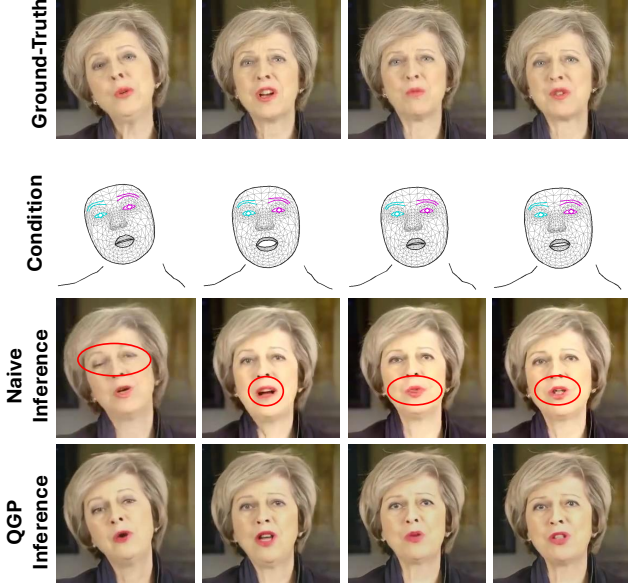 Ground-Truth
Condition
Naive
Inference
QGP
Inference